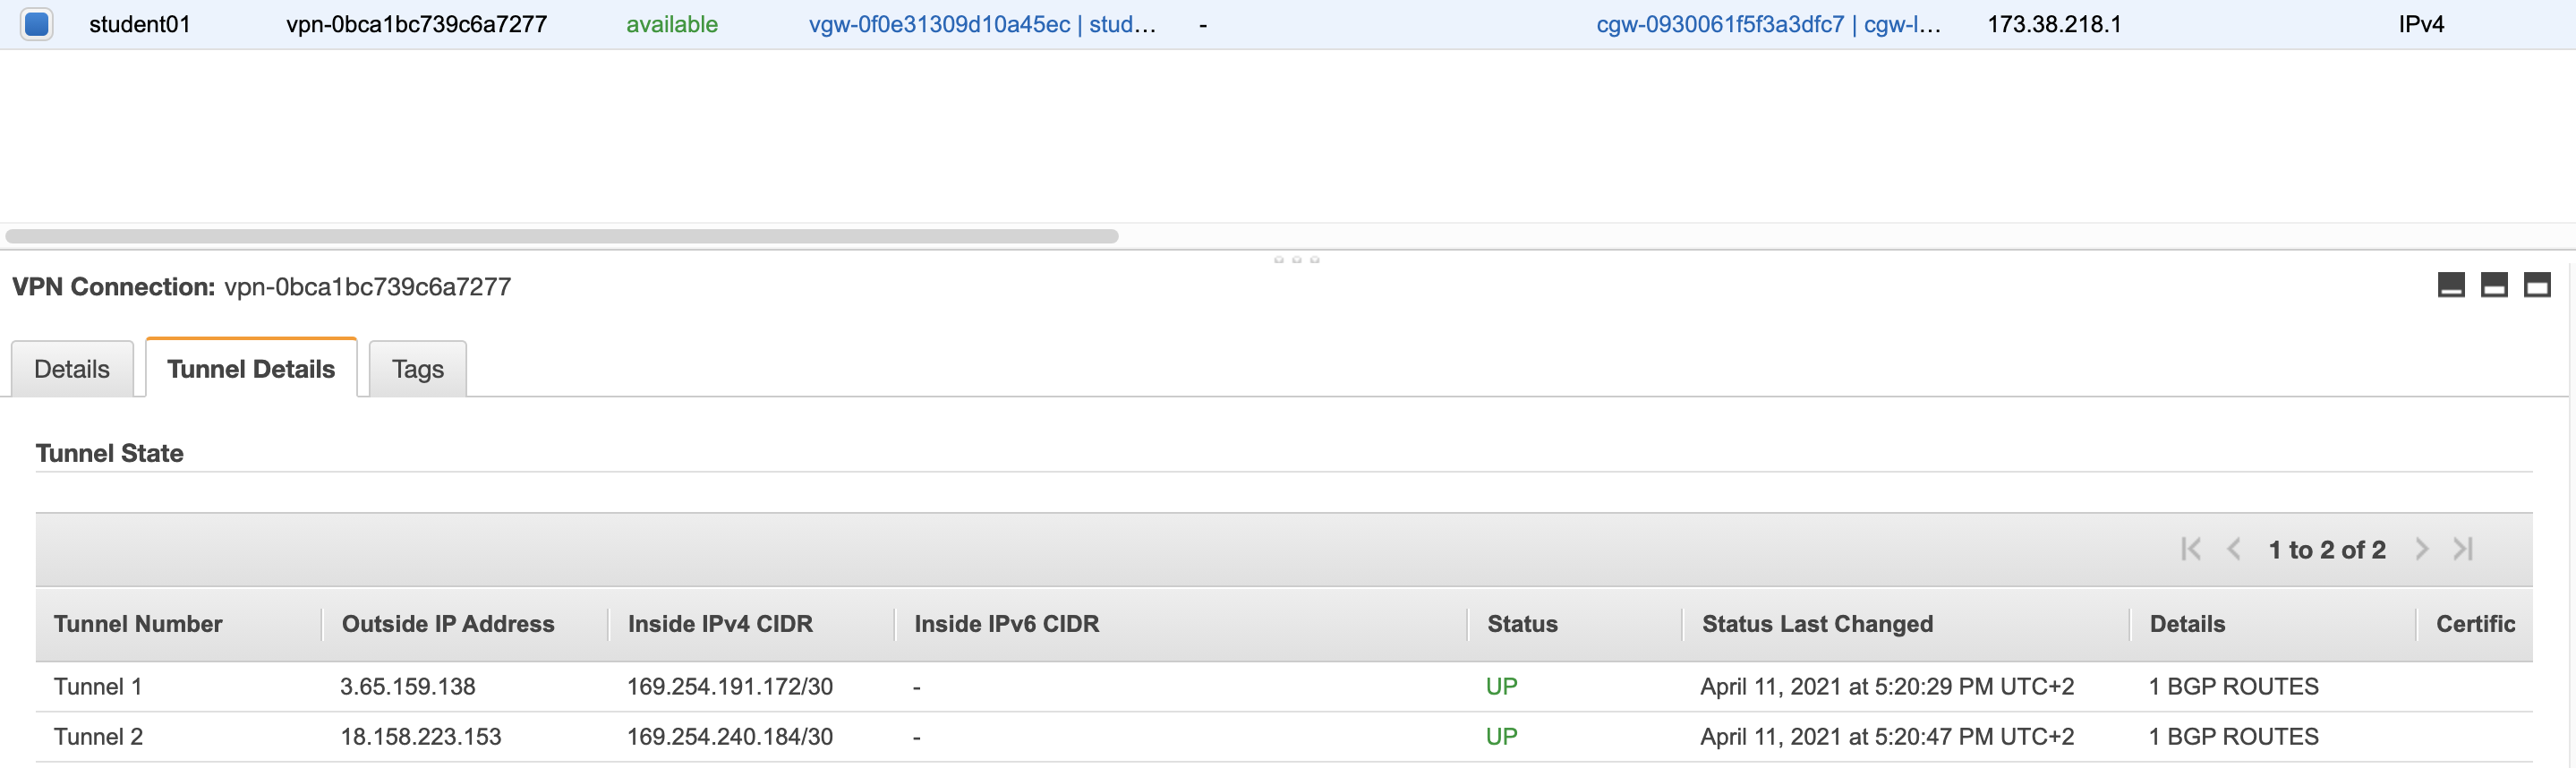 student01 vpn-0bca1bc739c6a7277 available vgw-0f0e31309d10a45ec | stud... - cgw-0930061f5f3a3dfc7 | cgw-l... 173.38.218.1 IPv4
VPN Connection: vpn-0bca1bc739c6a7277
Details Tunnel Details Tags
Tunnel State
1 to 2 of 2
Tunnel Number Outside IP Address Inside IPv4 CIDR Inside IPv6 CIDR Status Status Last Changed Details Certific
Tunnel 1 3.65.159.138 169.254.191.172/30 - UP April 11, 2021 at 5:20:29 PM UTC+2 1 BGP ROUTES
Tunnel 2 18.158.223.153 169.254.240.184/30 - UP April 11, 2021 at 5:20:47 PM UTC+2 1 BGP ROUTES